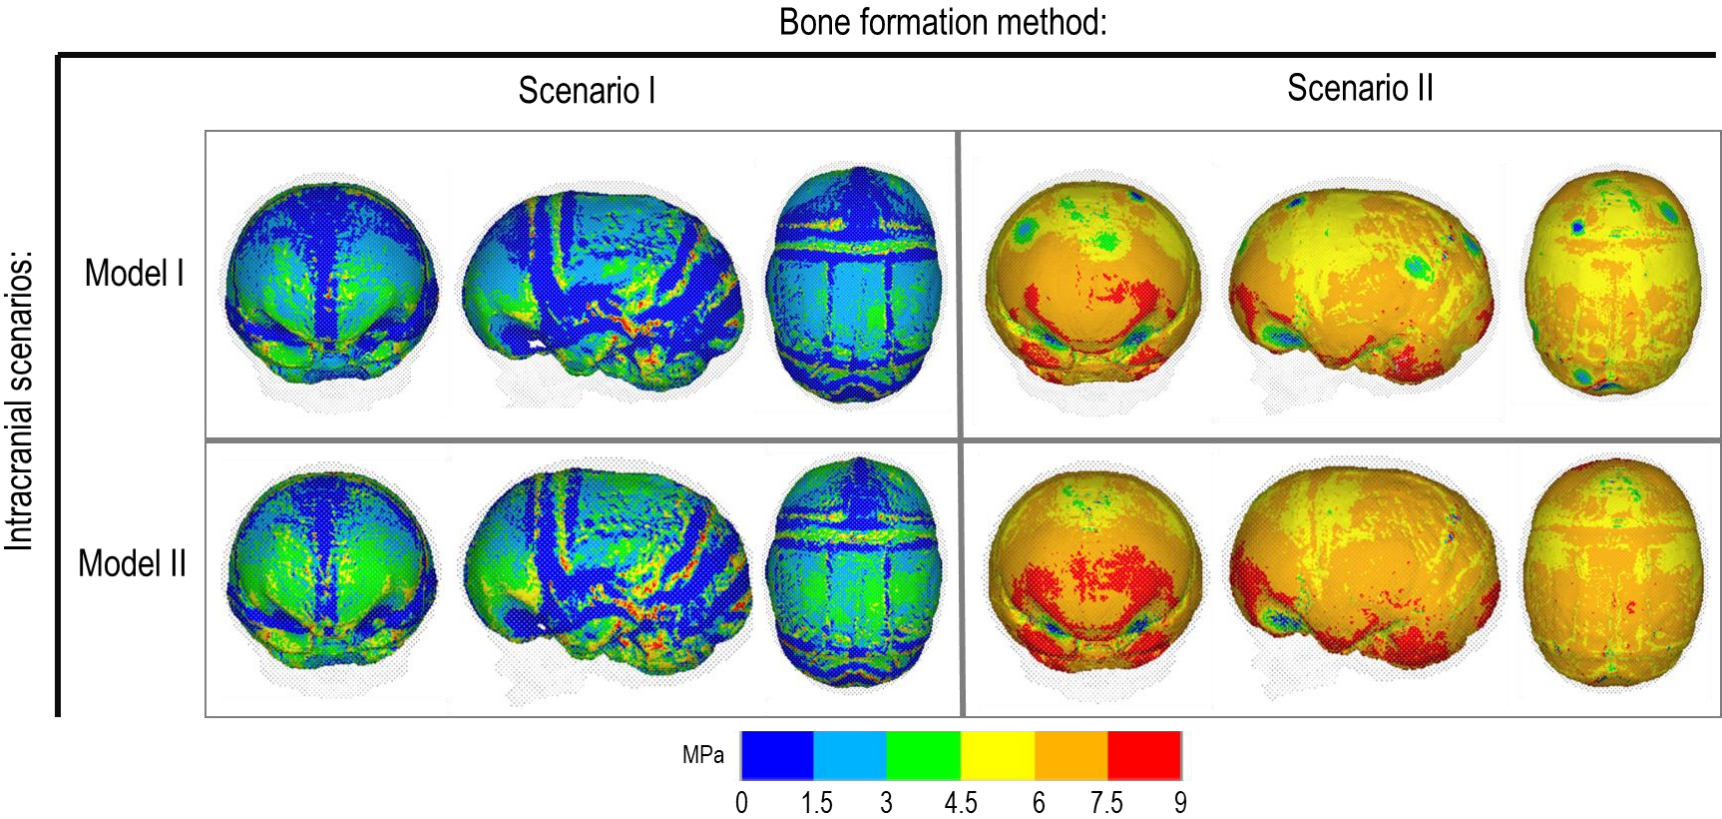 Bone formation method:
Scenario I
Scenario II
Intracranial scenarios:
Model I
Model II
MPa
0 1.5 3 4.5 6 7.5 9